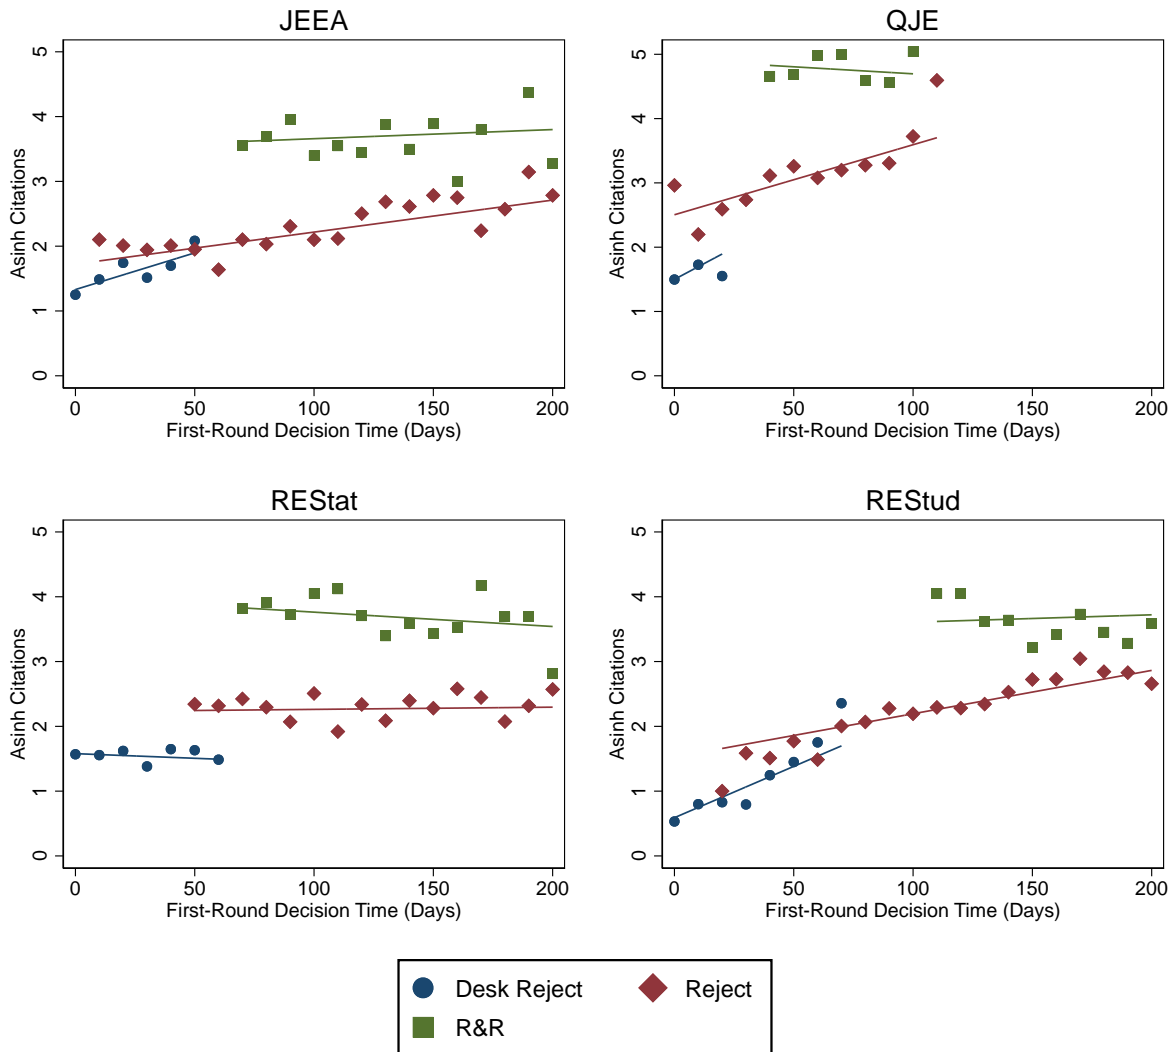 JEEA
5
4
3
2
1
0
Asinh Citations
0 50 100 150 200
First-Round Decision Time (Days)
QJE
5
4
3
2
1
0
Asinh Citations
0 50 100 150 200
First-Round Decision Time (Days)
REStat
5
4
3
2
1
0
Asinh Citations
0 50 100 150 200
First-Round Decision Time (Days)
REStud
5
4
3
2
1
0
Asinh Citations
0 50 100 150 200
First-Round Decision Time (Days)
Desk Reject Reject
R&R